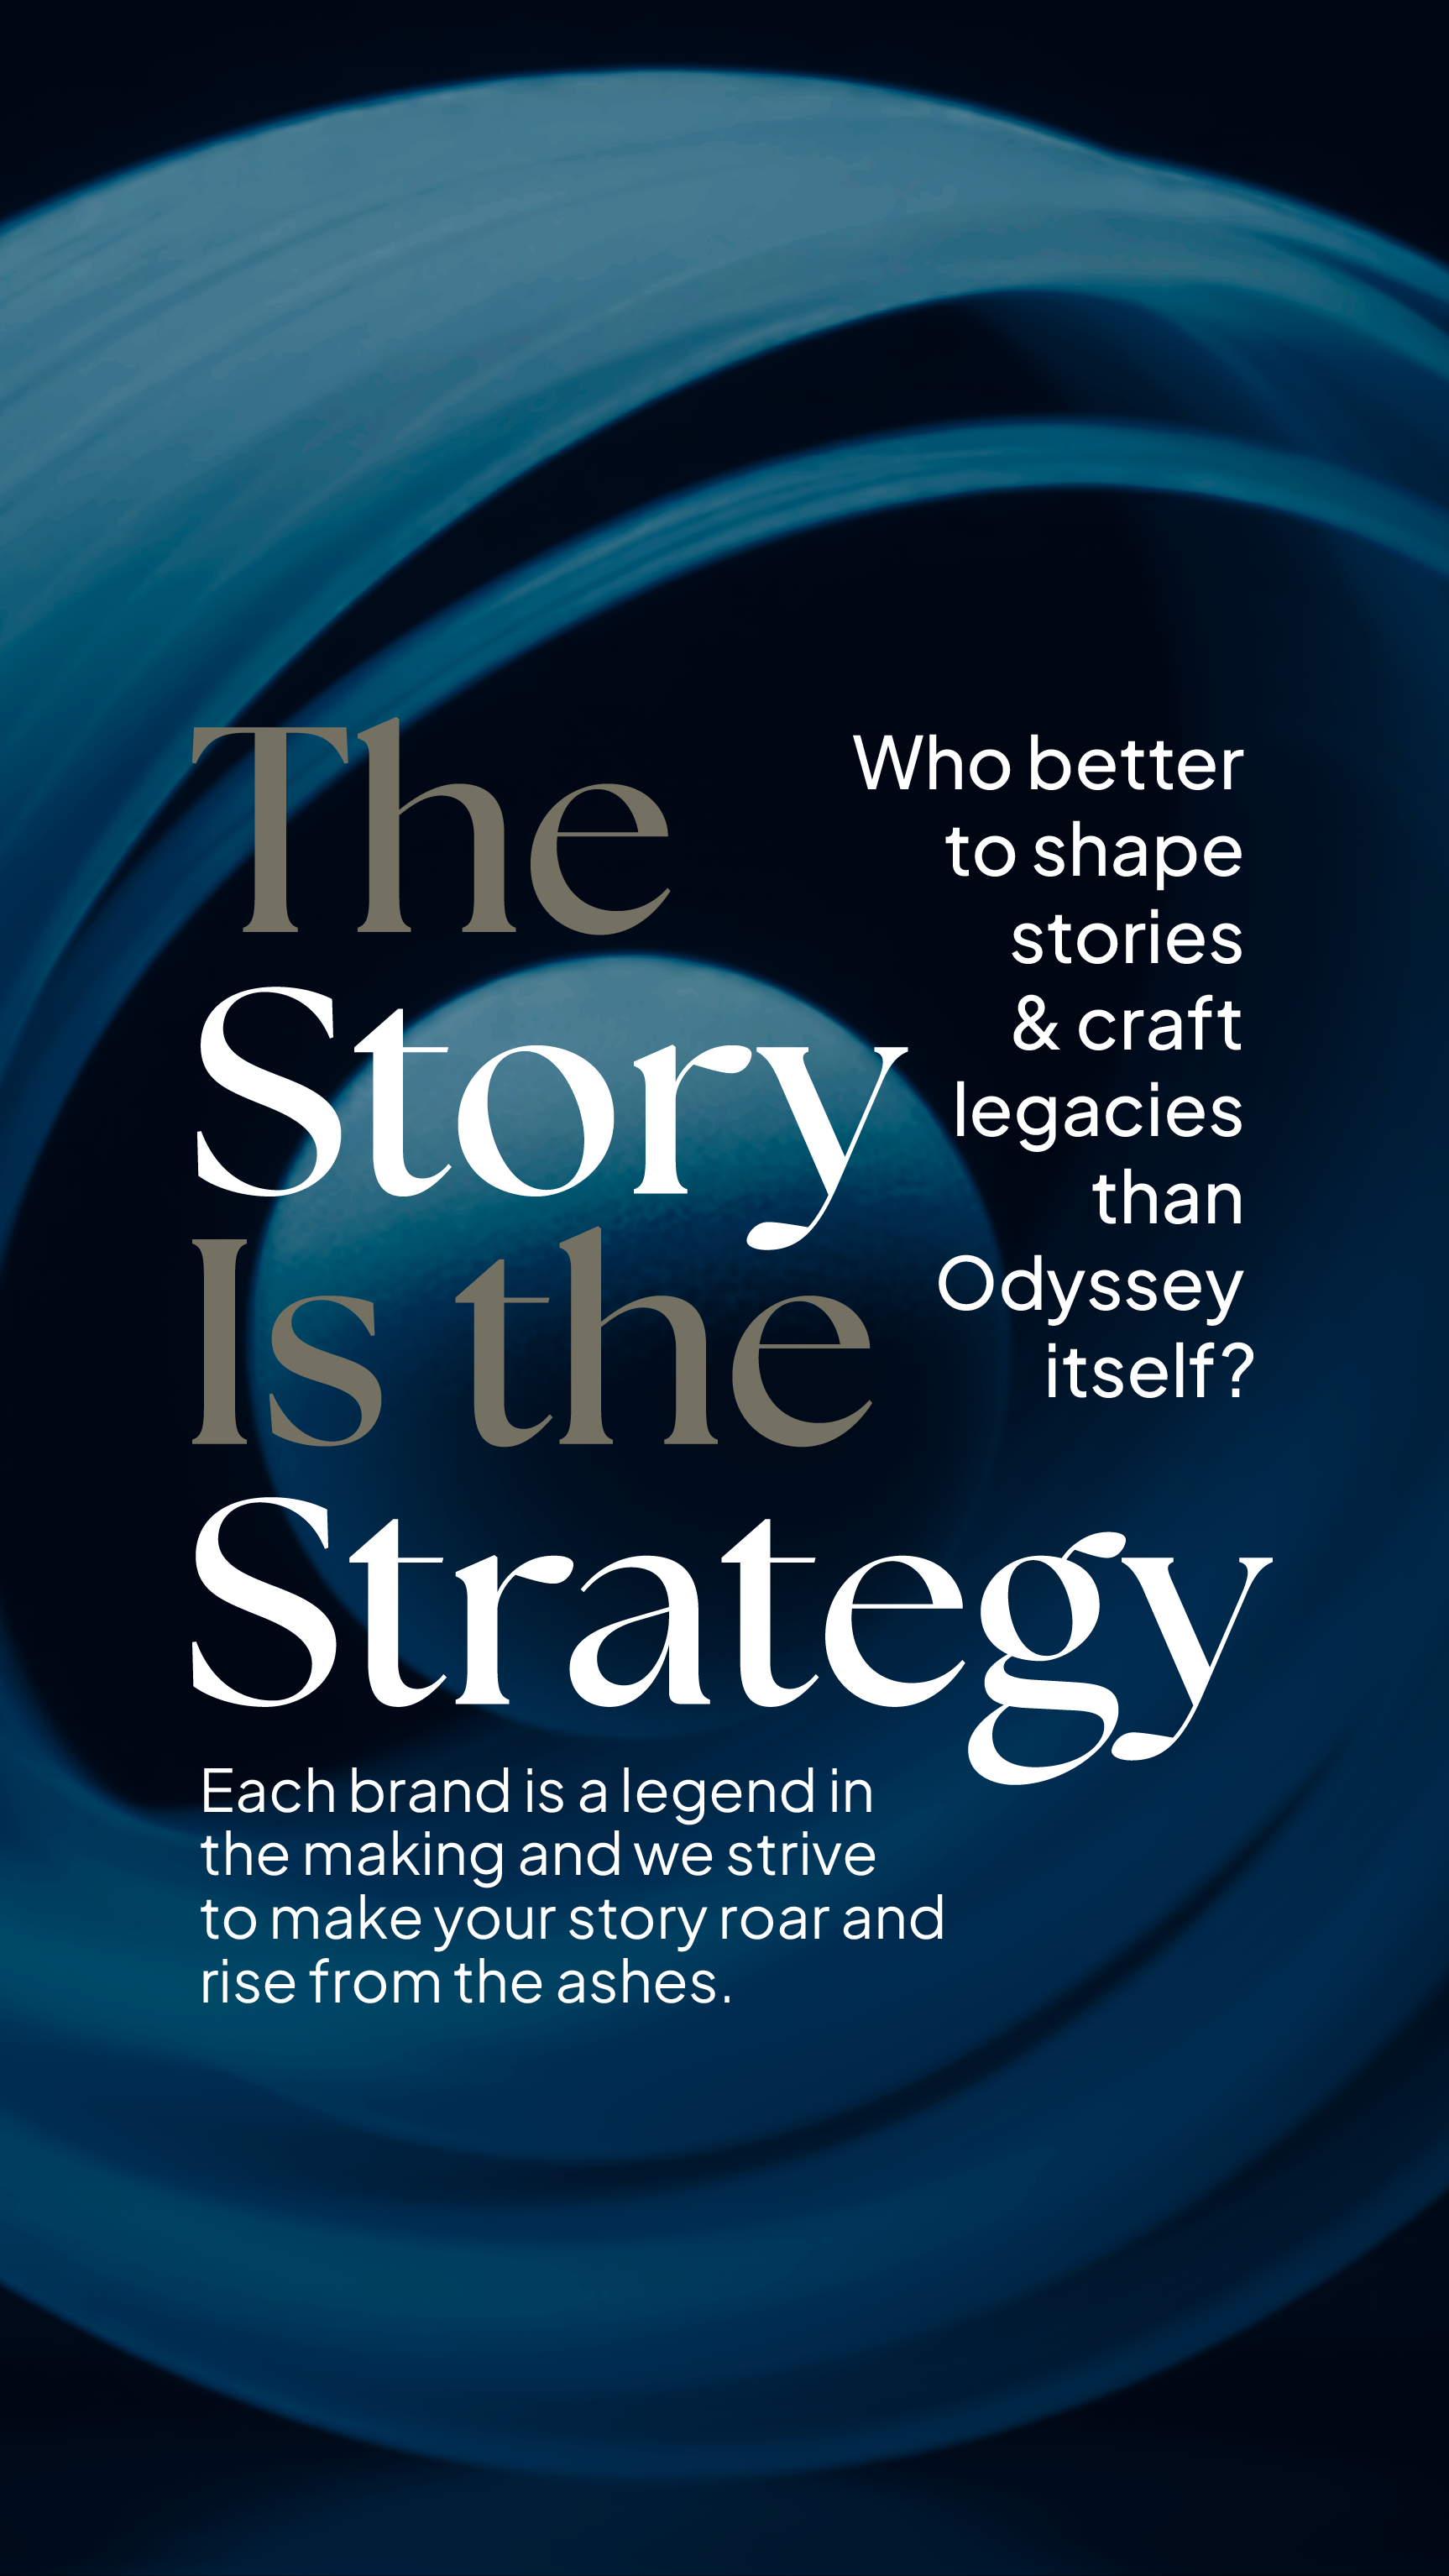 The
Story
Is the
Strategy
Who better
to shape
stories
& craft
legacies
than
Odyssey
itself?
Each brand is a legend in
the making and we strive
to make your story roar and
rise from the ashes.